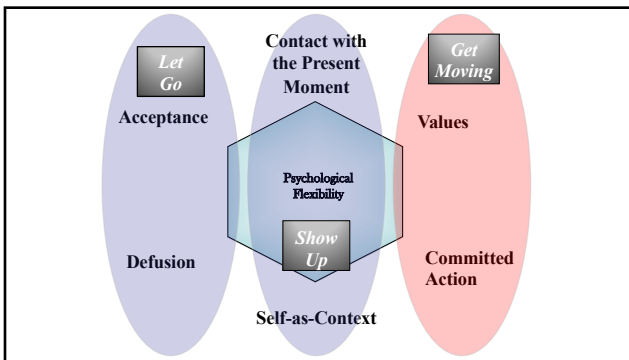 Let
Go
Contact with
the Present
Moment
Get
Moving
Acceptance
Values
Psychological
Flexibility
Show
Up
Defusion
Committed
Action
Self-as-Context